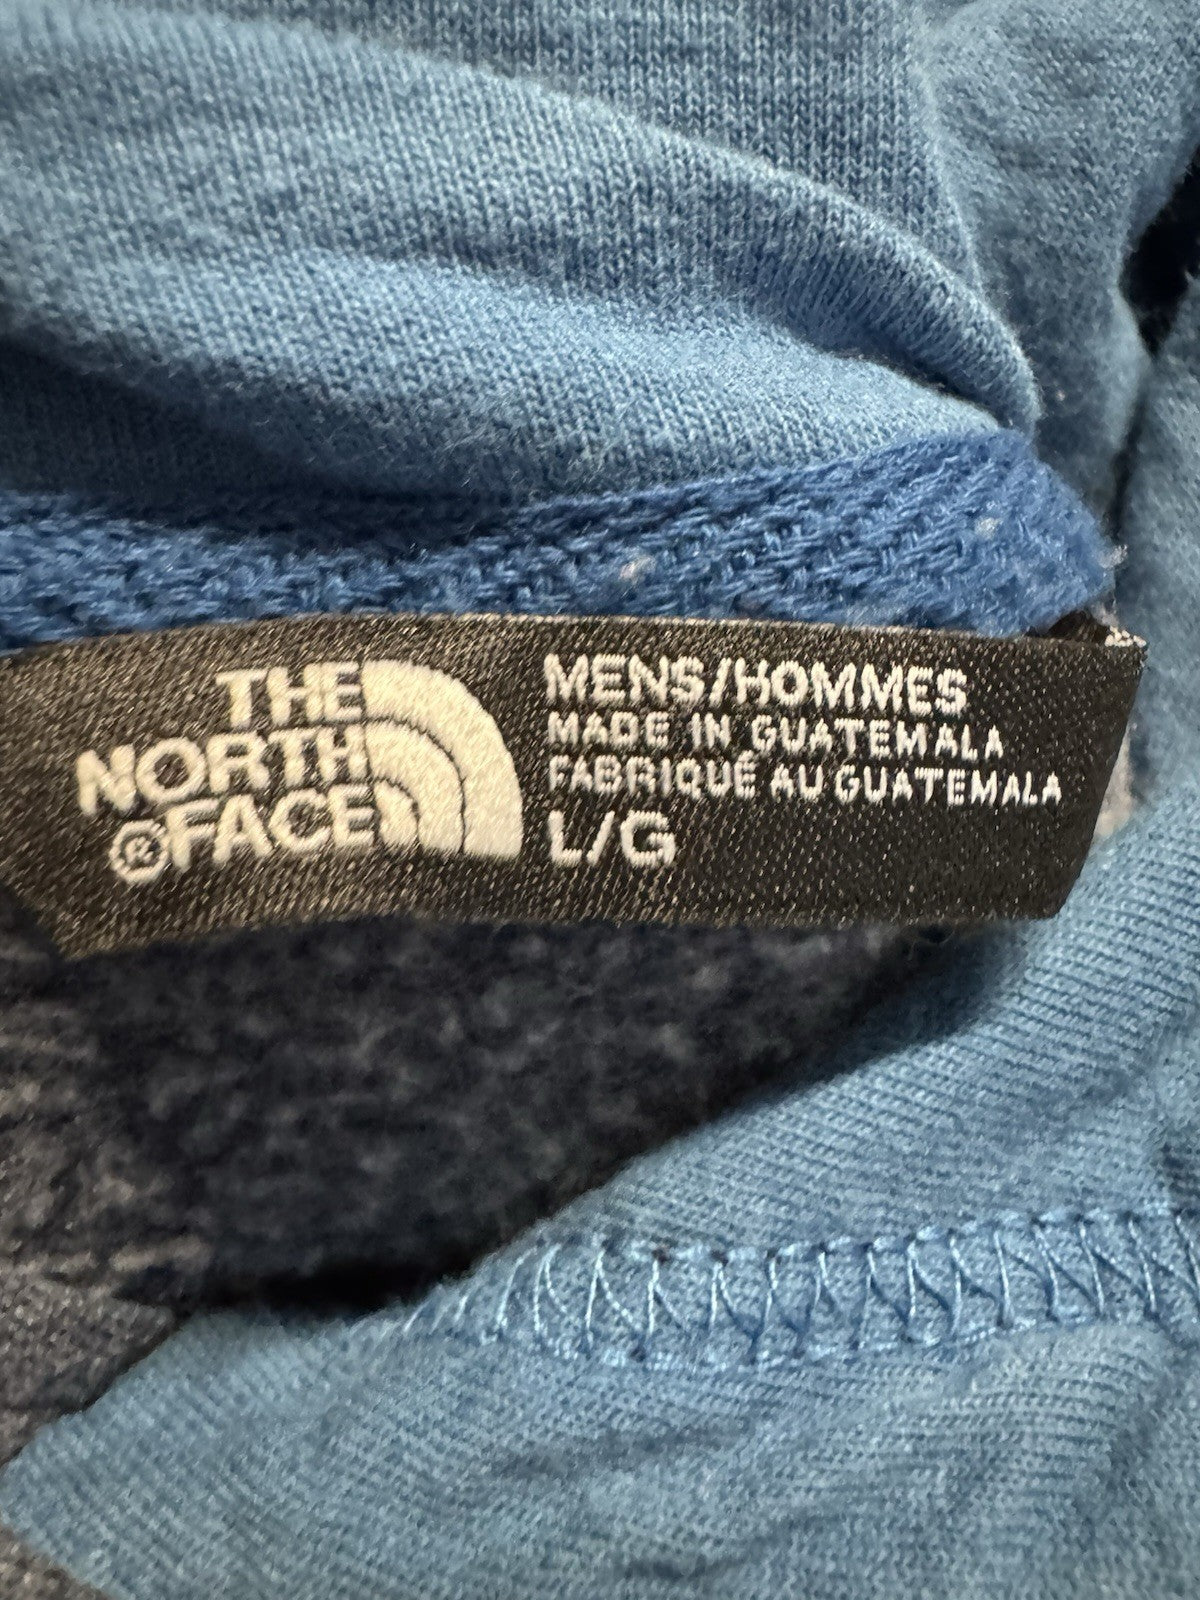 THE
NORTH
®FACE
MENS/HOMMES
MADE IN GUATEMALA
FABRIQUÉ AU GUATEMALA
L/G